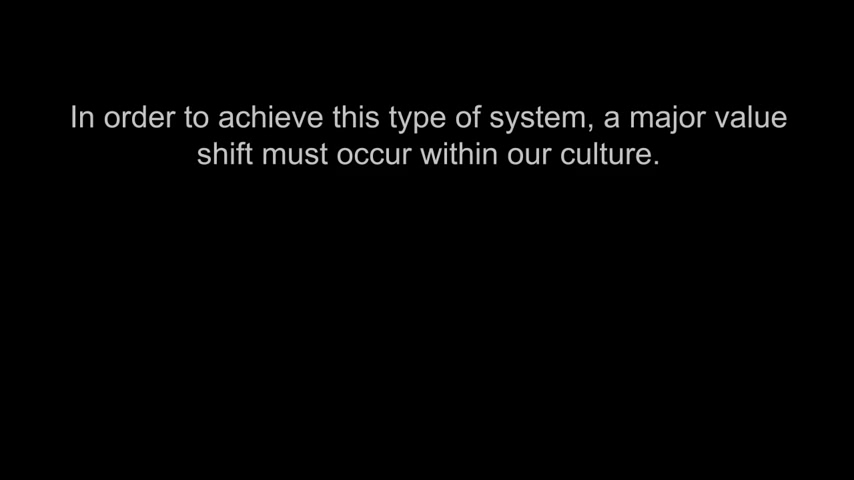 In order to achieve this type of system, a major value
shift must occur within our culture.